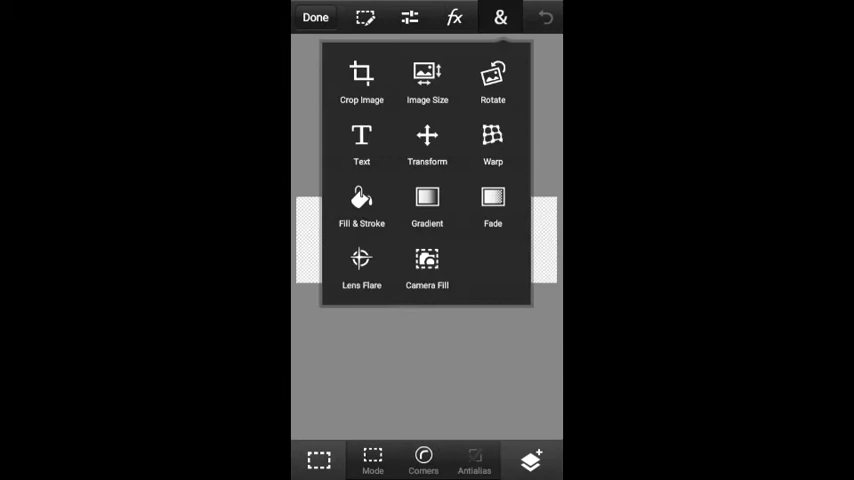 Done fx &
Crop Image Image Size Rotate
T
Text Transform Warp
Fill & Stroke Gradient Fade
Lens Flare Camera Fill
Mode Corners Antialias